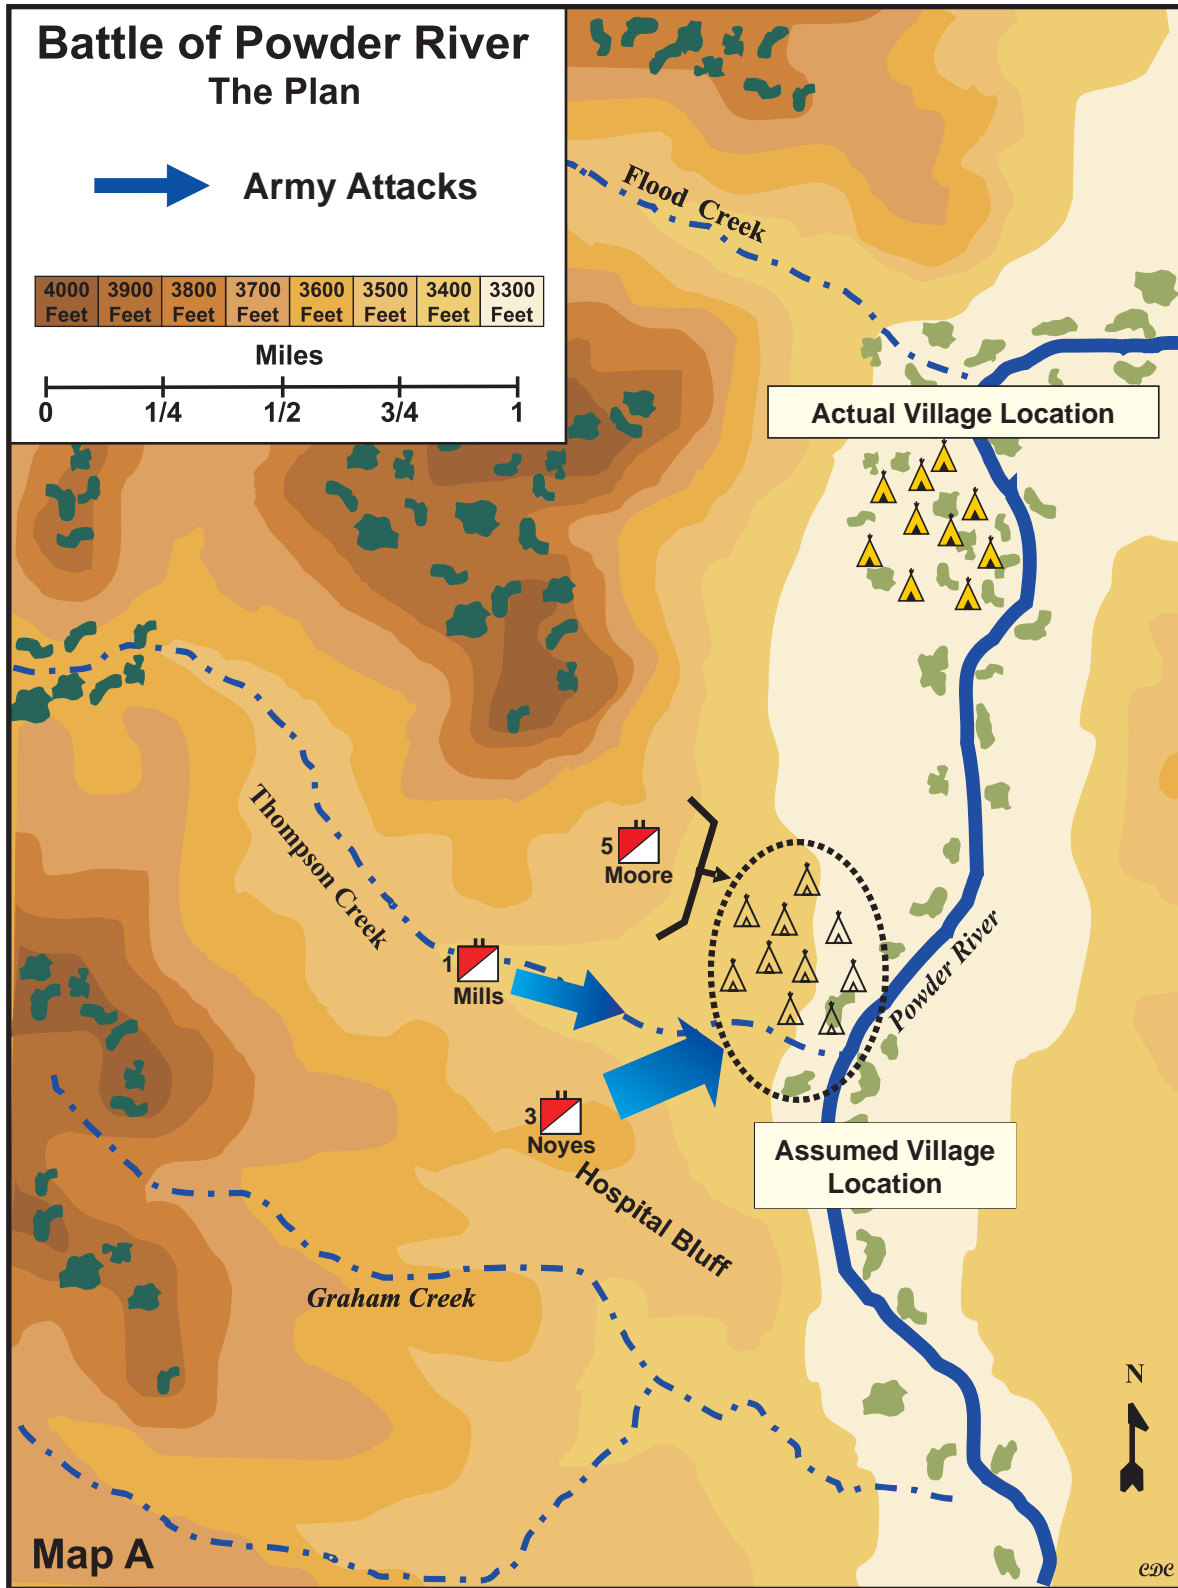 Battle of Powder River
The Plan
Army Attacks
4000 3900 3800 3700 3600 3500 3400 3300
Feet Feet Feet Feet Feet Feet Feet Feet
Miles
0 1/4 1/2 3/4 1
Flood Creek
Actual Village Location
Thompson Creek
5
Moore
1
Mills
Powder River
3
Noyes
Assumed Village
Location
Hospital Bluff
Graham Creek
N
Map A
CDC